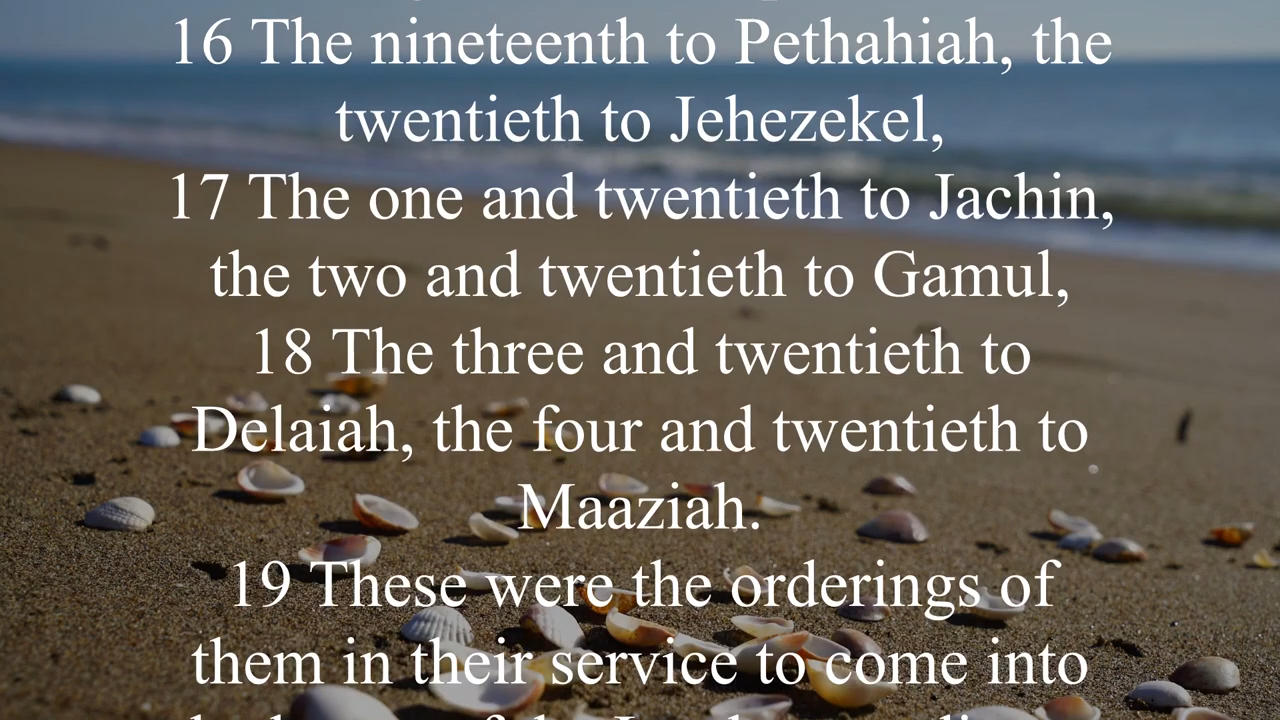 16 The nineteenth to Pethahiah, the
twentieth to Jehezekel,
17 The one and twentieth to Jachin,
the two and twentieth to Gamul,
18 The three and twentieth to
Delaiah, the four and twentieth to
Maaziah.
19 These were the orderings of
them in their service to come into